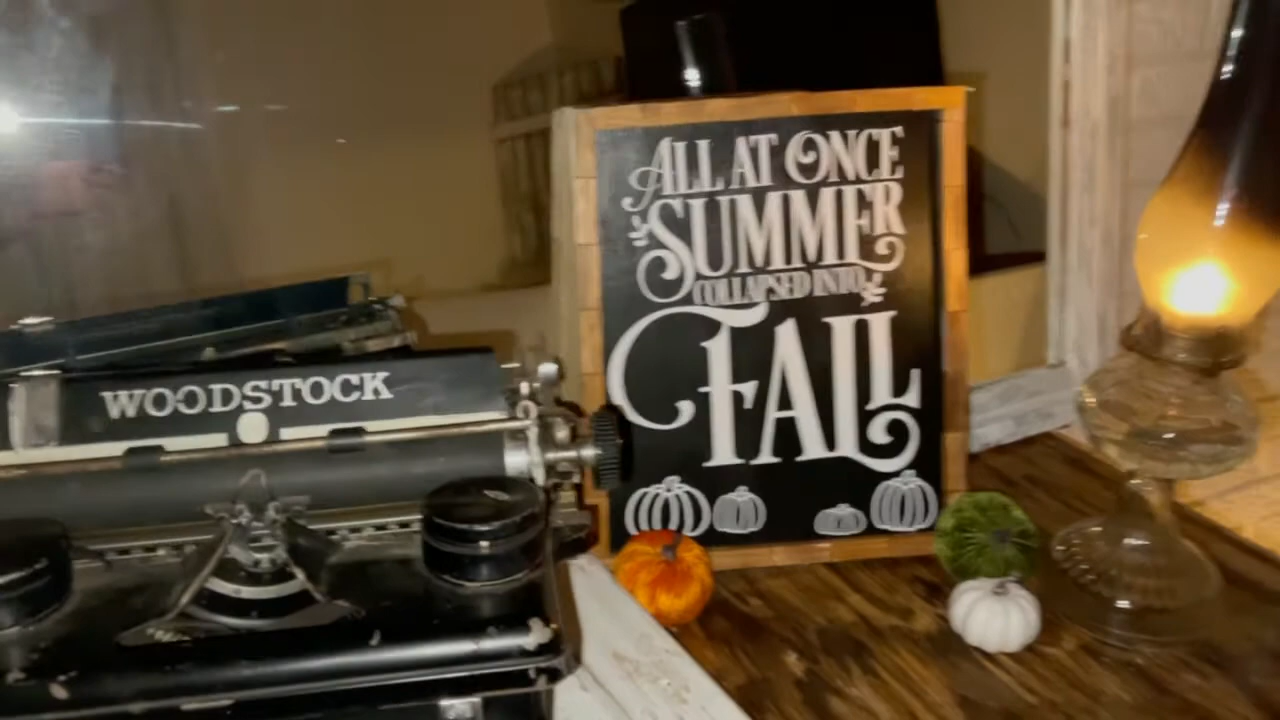 WOODSTOCK
ALL AT ONCE
SUMMER
COLLAPSED INTO
FALL